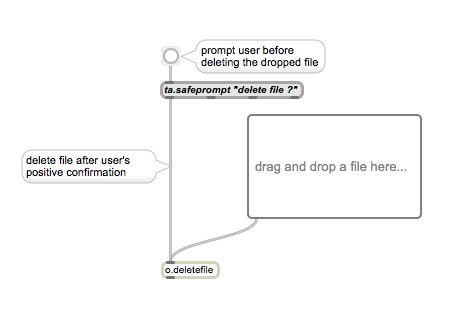 prompt user before
deleting the dropped file
ta.safeprompt "delete file ?"
delete file after user's
positive confirmation
drag and drop a file here...
o.deletefile